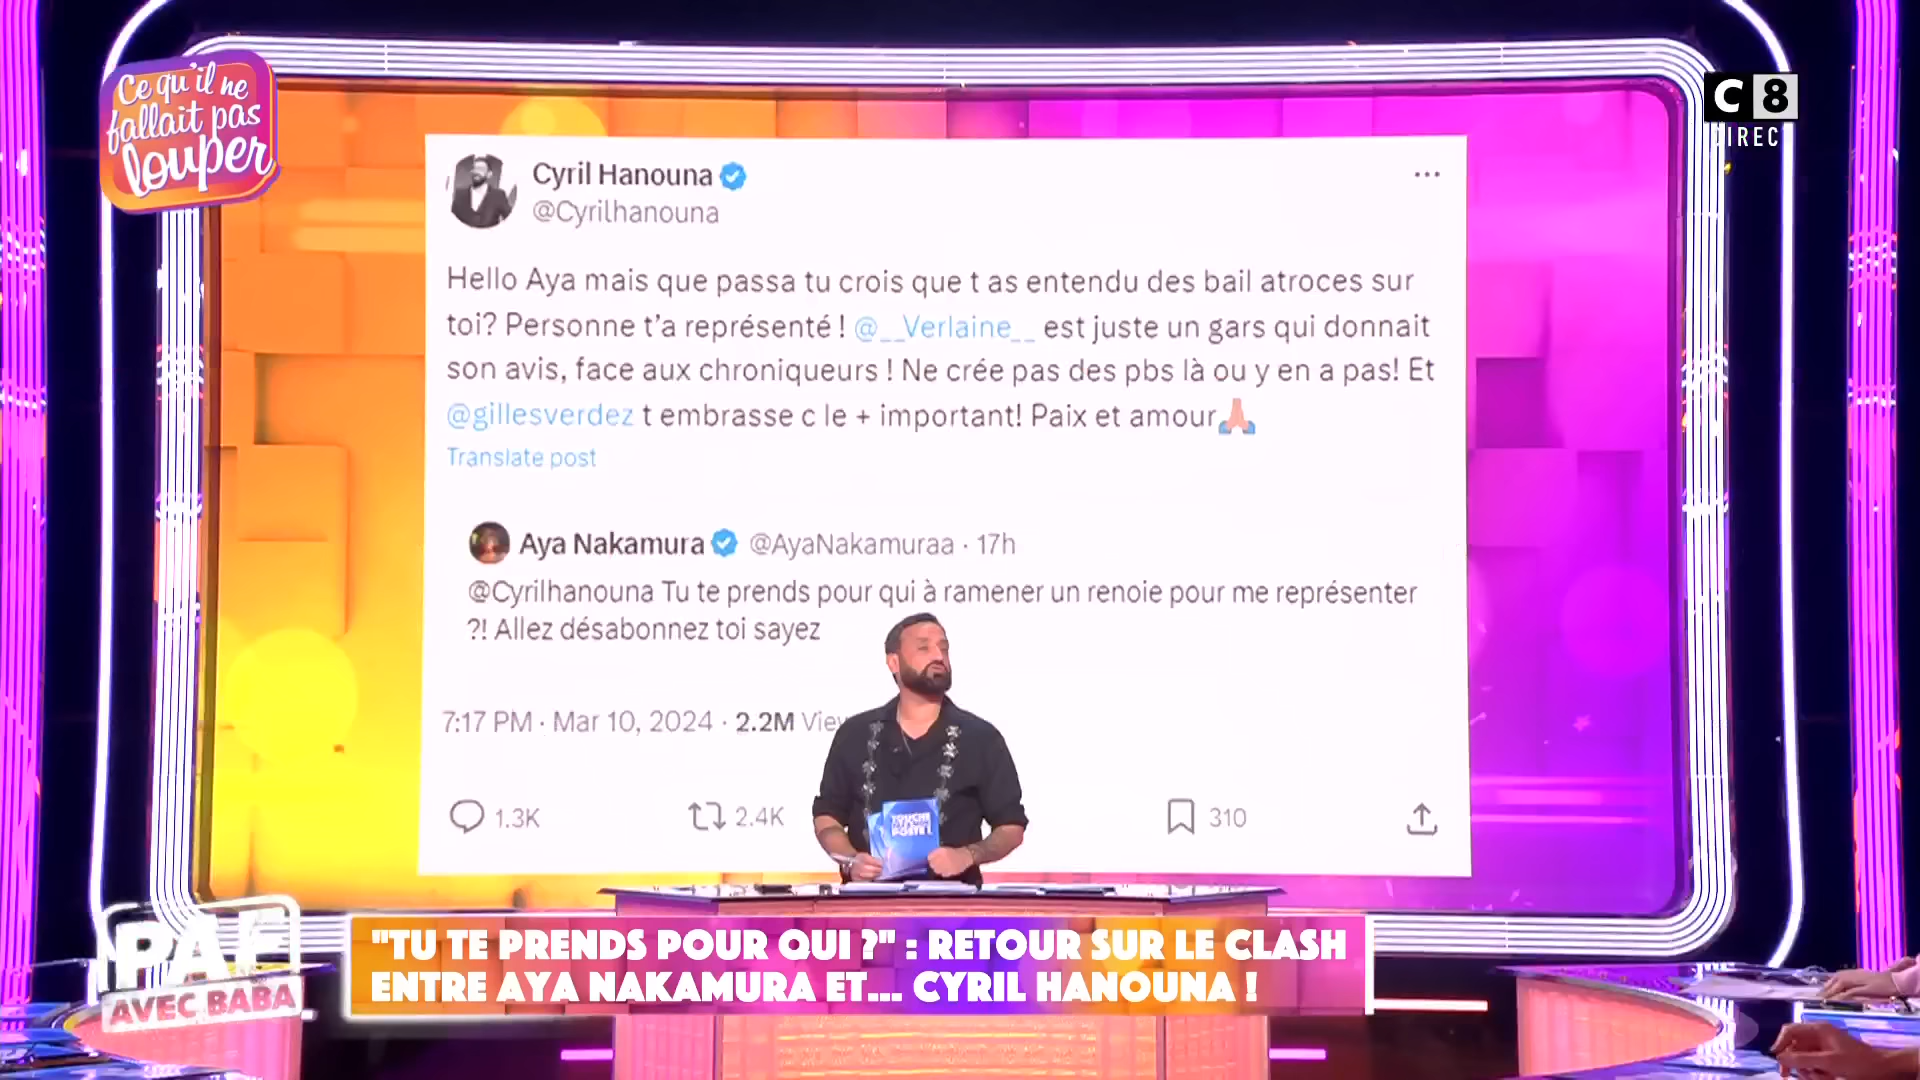 Ce qu'il ne
fallait pas
louper
C8
DIRECT
Cyril Hanouna
@Cyrilhanouna
Hello Aya mais que passa tu crois que t as entendu des bail atroces sur
toi? Personne t'a représenté ! @__Verlaine__ est juste un gars qui donnait
son avis, face aux chroniqueurs ! Ne crée pas des pbs là ou y en a pas! Et
@gillesverdez t embrasse c le + important! Paix et amour🙏
Translate post
Aya Nakamura @AyaNakamuraa · 17h
@Cyrilhanouna Tu te prends pour qui à ramener un renoie pour me représenter
?! Allez désabonnez toi sayez
7:17 PM · Mar 10, 2024 · 2.2M View
1.3K 2.4K 310
TOUCHE
PAS À MON
POSTE !
PAF
AVEC BABA
"TU TE PRENDS POUR QUI ?" : RETOUR SUR LE CLASH
ENTRE AYA NAKAMURA ET... CYRIL HANOUNA !